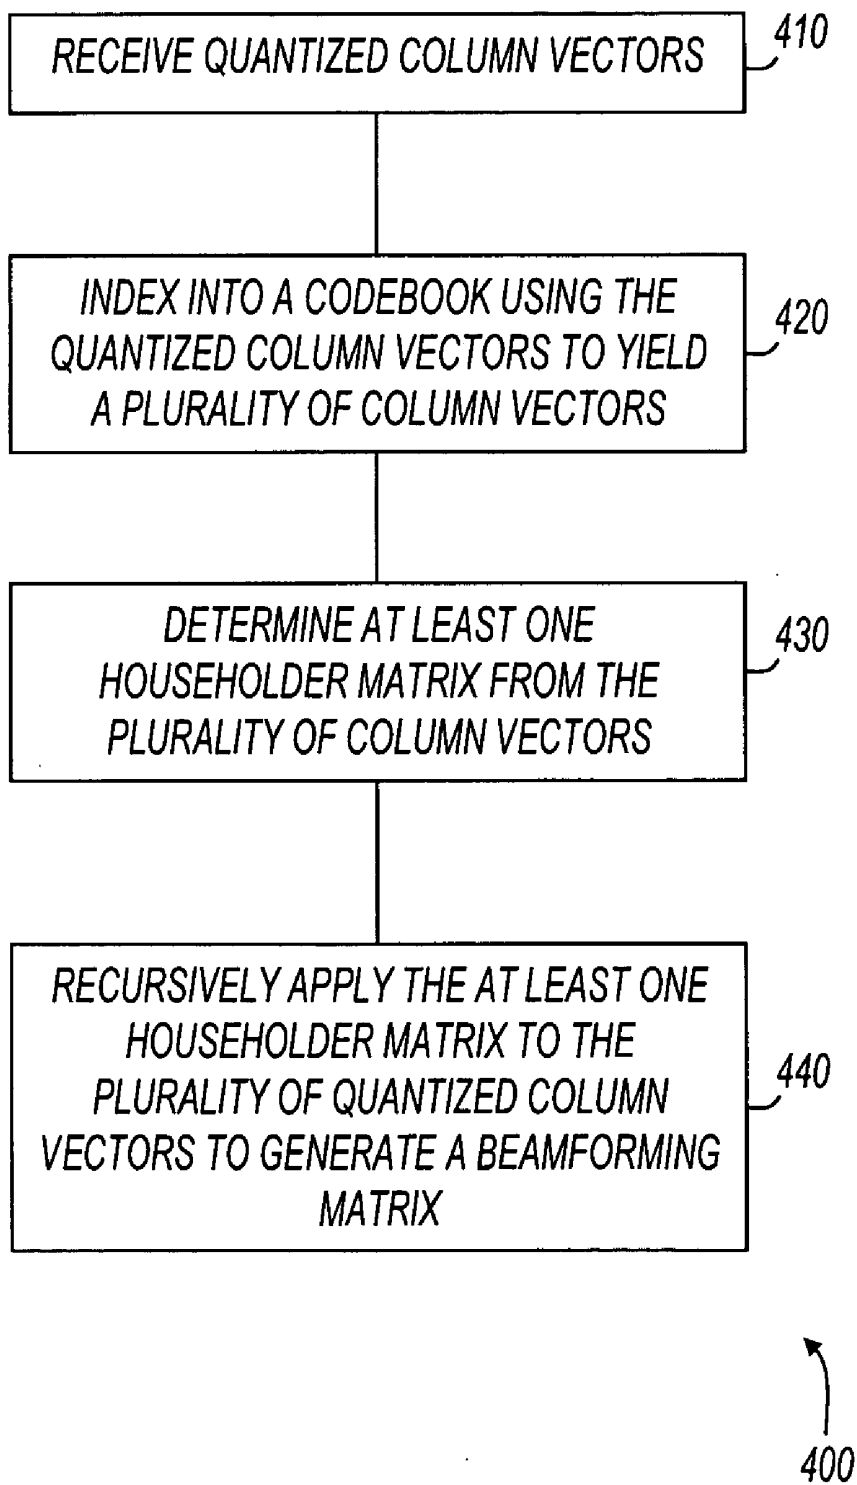 RECEIVE QUANTIZED COLUMN VECTORS
410
INDEX INTO A CODEBOOK USING THE
QUANTIZED COLUMN VECTORS TO YIELD
A PLURALITY OF COLUMN VECTORS
420
DETERMINE AT LEAST ONE
HOUSEHOLDER MATRIX FROM THE
PLURALITY OF COLUMN VECTORS
430
RECURSIVELY APPLY THE AT LEAST ONE
HOUSEHOLDER MATRIX TO THE
PLURALITY OF QUANTIZED COLUMN
VECTORS TO GENERATE A BEAMFORMING
MATRIX
440
400